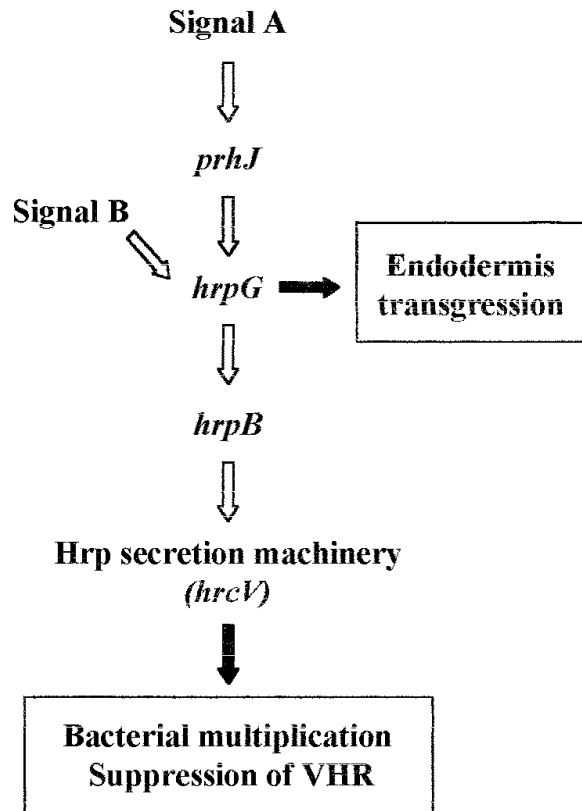 Signal A
prhJ
Signal B
hrpG
Endodermis
transgression
hrpB
Hrp secretion machinery
(hrcV)
Bacterial multiplication
Suppression of VHR